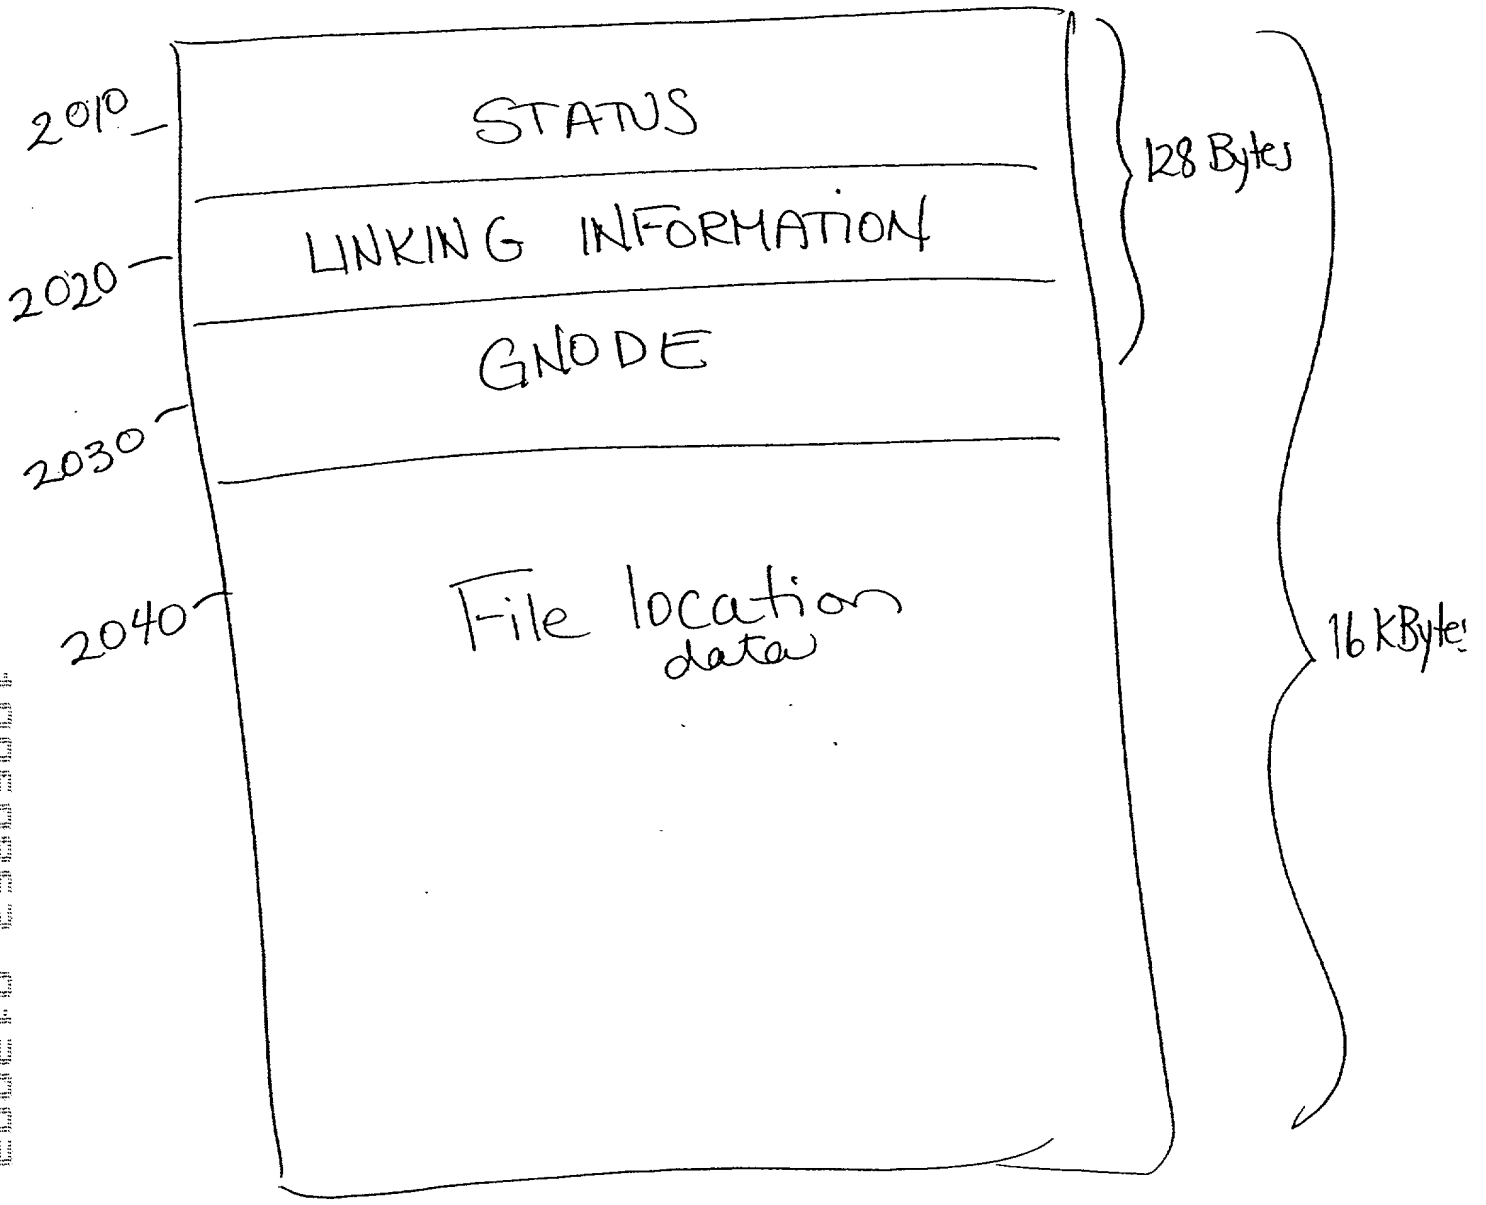 2010
STATUS
128 Bytes
LINKING INFORMATION
2020
GNODE
2030
File location
data
2040
16 KBytes